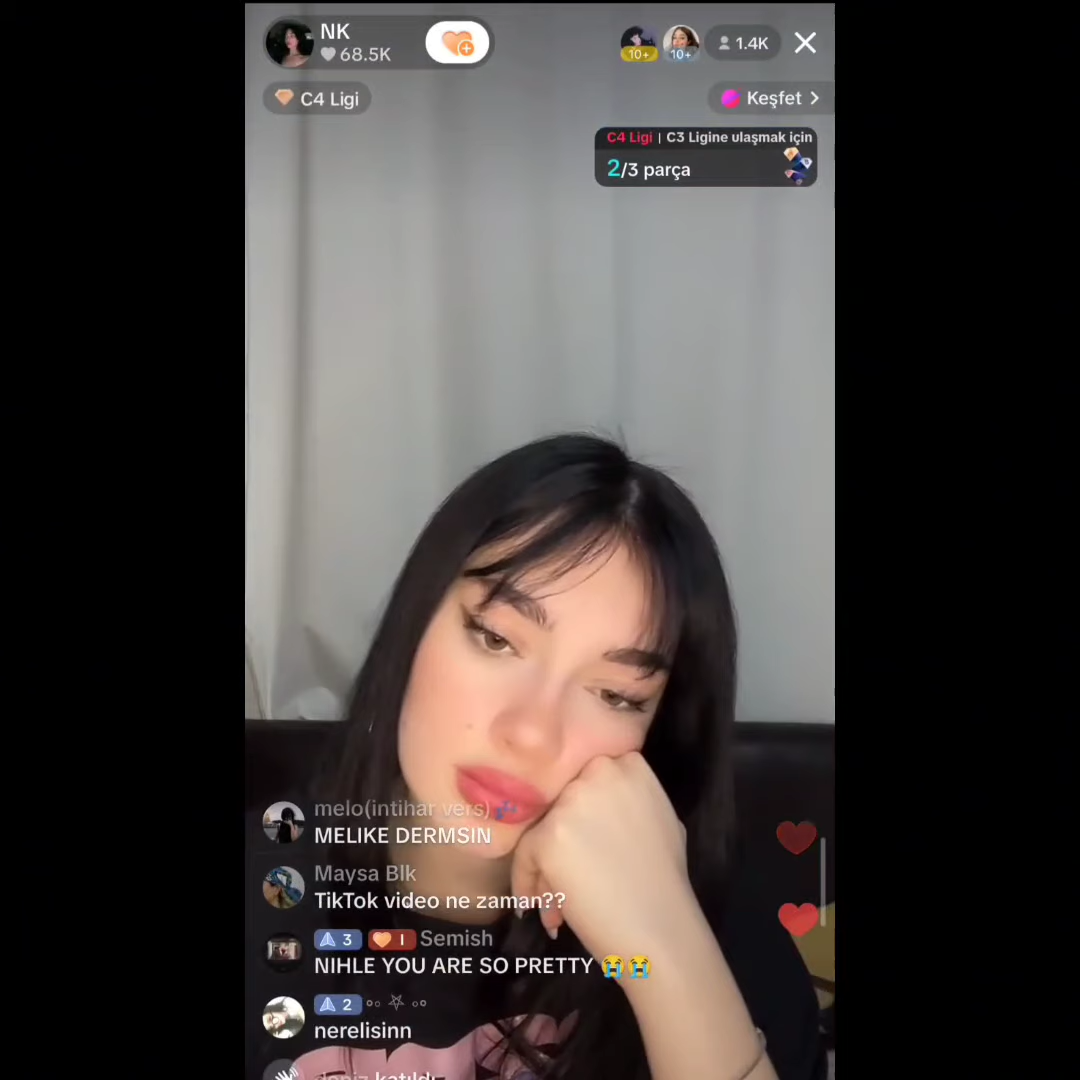 NK
68.5K
10+
10+
1.4K
C4 Ligi
Keşfet
C4 Ligi | C3 Ligine ulaşmak için
2/3 parça
melo(intihar vers)
MELIKE DERMSIN
Maysa Blk
TikTok video ne zaman??
3 I Semish
NIHLE YOU ARE SO PRETTY 😭😭
2
nerelisinn
katıldı